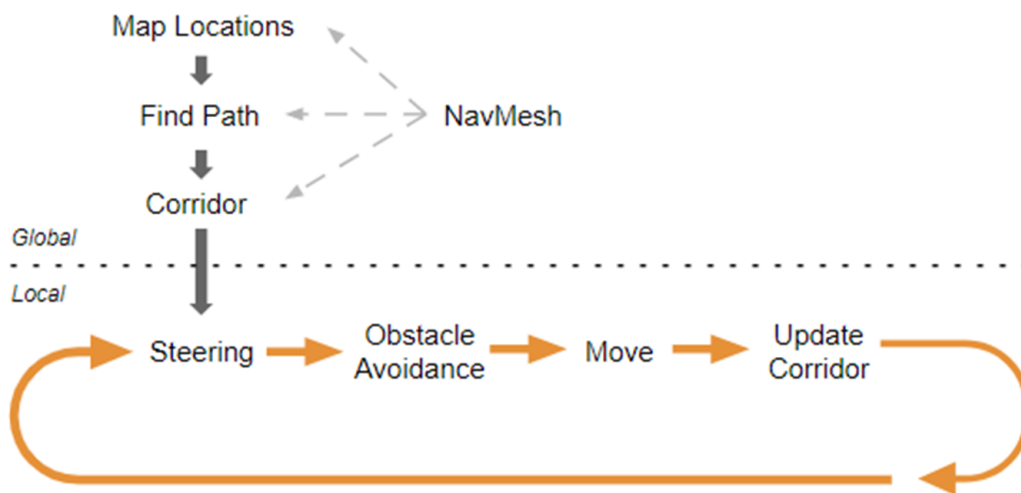 Map Locations
Find Path
NavMesh
Corridor
Global
Local
Steering
Obstacle
Avoidance
Move
Update
Corridor